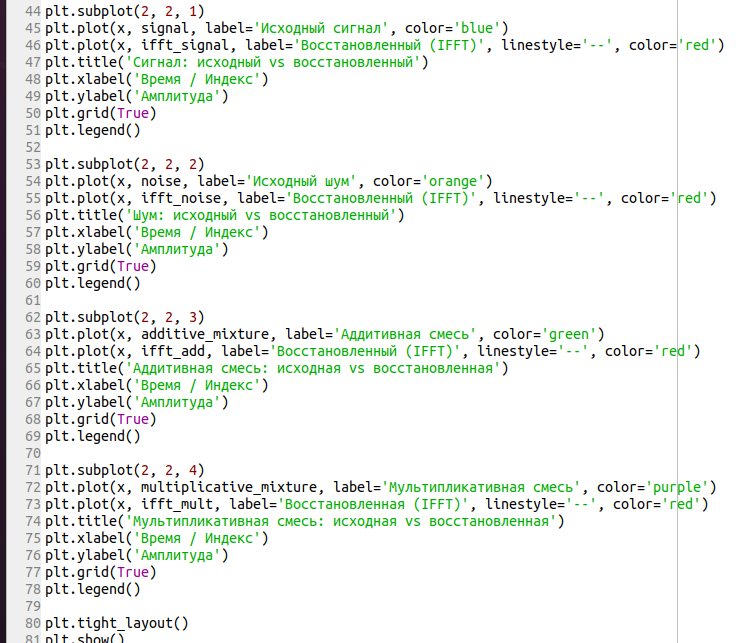 44 plt.subplot(2, 2, 1)
45 plt.plot(x, signal, label='Исходный сигнал', color='blue')
46 plt.plot(x, ifft_signal, label='Восстановленный (IFFT)', linestyle='--', color='red')
47 plt.title('Сигнал: исходный vs восстановленный')
48 plt.xlabel('Время / Индекс')
49 plt.ylabel('Амплитуда')
50 plt.grid(True)
51 plt.legend()
52
53 plt.subplot(2, 2, 2)
54 plt.plot(x, noise, label='Исходный шум', color='orange')
55 plt.plot(x, ifft_noise, label='Восстановленный (IFFT)', linestyle='--', color='red')
56 plt.title('Шум: исходный vs восстановленный')
57 plt.xlabel('Время / Индекс')
58 plt.ylabel('Амплитуда')
59 plt.grid(True)
60 plt.legend()
61
62 plt.subplot(2, 2, 3)
63 plt.plot(x, additive_mixture, label='Аддитивная смесь', color='green')
64 plt.plot(x, ifft_add, label='Восстановленный (IFFT)', linestyle='--', color='red')
65 plt.title('Аддитивная смесь: исходная vs восстановленная')
66 plt.xlabel('Время / Индекс')
67 plt.ylabel('Амплитуда')
68 plt.grid(True)
69 plt.legend()
70
71 plt.subplot(2, 2, 4)
72 plt.plot(x, multiplicative_mixture, label='Мультипликативная смесь', color='purple')
73 plt.plot(x, ifft_mult, label='Восстановленная (IFFT)', linestyle='--', color='red')
74 plt.title('Мультипликативная смесь: исходная vs восстановленная')
75 plt.xlabel('Время / Индекс')
76 plt.ylabel('Амплитуда')
77 plt.grid(True)
78 plt.legend()
79
80 plt.tight_layout()
81 plt.show()